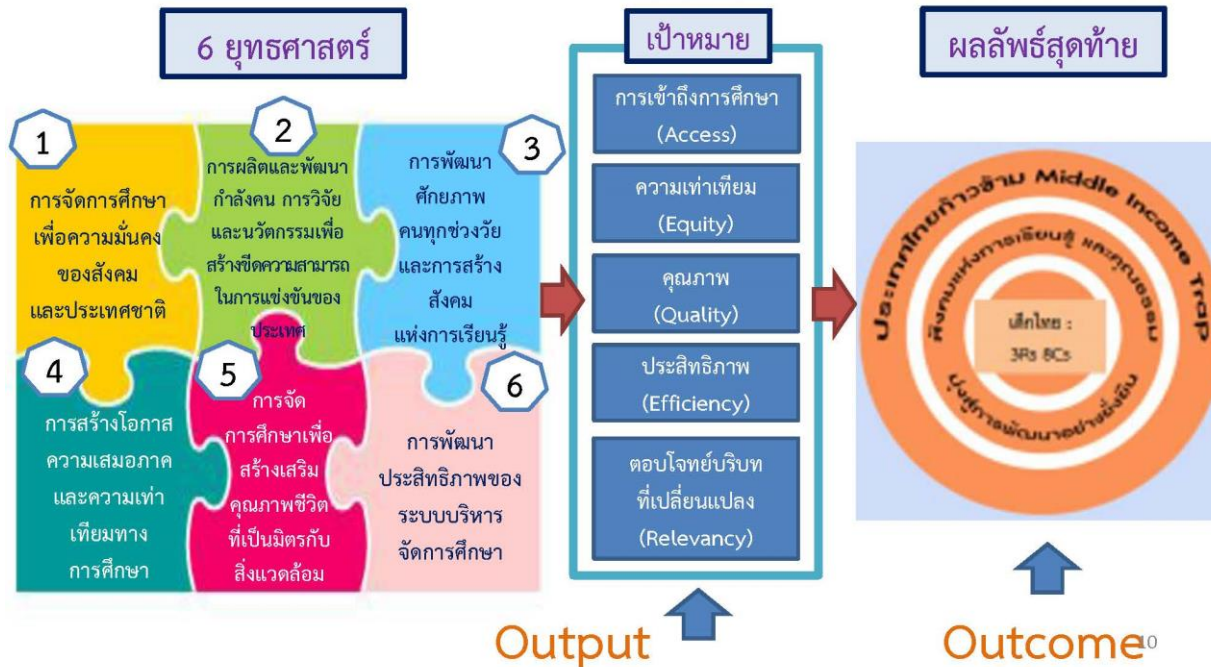 6 ยุทธศาสตร์
1
การจัดการศึกษา
เพื่อความมั่นคง
ของสังคม
และประเทศชาติ
2
การผลิตและพัฒนา
กำลังคน การวิจัย
และนวัตกรรมเพื่อ
สร้างขีดความสามารถ
ในการแข่งขันของ
ประเทศ
3
การพัฒนา
ศักยภาพ
คนทุกช่วงวัย
และการสร้าง
สังคม
แห่งการเรียนรู้
4
การสร้างโอกาส
ความเสมอภาค
และความเท่า
เทียมทาง
การศึกษา
5
การจัด
การศึกษาเพื่อ
สร้างเสริม
คุณภาพชีวิต
ที่เป็นมิตรกับ
สิ่งแวดล้อม
6
การพัฒนา
ประสิทธิภาพของ
ระบบบริหาร
จัดการศึกษา
เป้าหมาย
การเข้าถึงการศึกษา
(Access)
ความเท่าเทียม
(Equity)
คุณภาพ
(Quality)
ประสิทธิภาพ
(Efficiency)
ตอบโจทย์บริบท
ที่เปลี่ยนแปลง
(Relevancy)
Output
ผลลัพธ์สุดท้าย
ประเทศไทยก้าวข้าม Middle Income Trap
สังคมแห่งการเรียนรู้ และคุณธรรม
เด็กไทย :
3Rs 8Cs
มุ่งสู่การพัฒนาอย่างยั่งยืน
Outcome
10